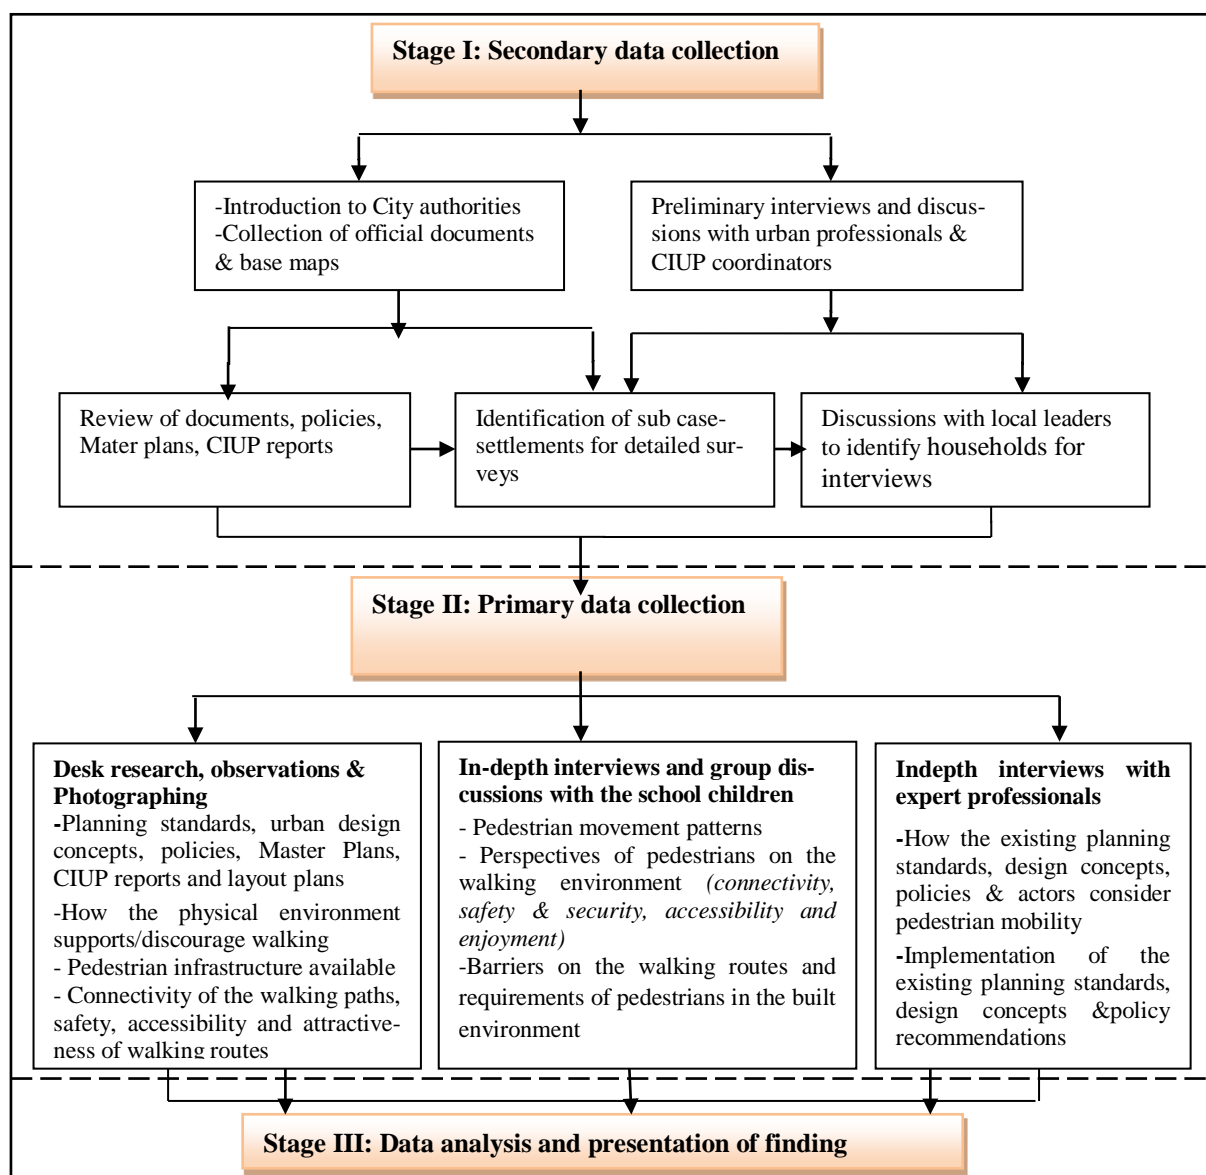 Stage I: Secondary data collection
-Introduction to City authorities
-Collection of official documents
& base maps
Preliminary interviews and discus-
sions with urban professionals &
CIUP coordinators
Review of documents, policies,
Mater plans, CIUP reports
Identification of sub case-
settlements for detailed sur-
veys
Discussions with local leaders
to identify households for
interviews
Stage II: Primary data collection
Desk research, observations &
Photographing
-Planning standards, urban design
concepts, policies, Master Plans,
CIUP reports and layout plans
-How the physical environment
supports/discourage walking
- Pedestrian infrastructure available
- Connectivity of the walking paths,
safety, accessibility and attractive-
ness of walking routes
In-depth interviews and group dis-
cussions with the school children
- Pedestrian movement patterns
- Perspectives of pedestrians on the
walking environment (connectivity,
safety & security, accessibility and
enjoyment)
-Barriers on the walking routes and
requirements of pedestrians in the built
environment
Indepth interviews with
expert professionals
-How the existing planning
standards, design concepts,
policies & actors consider
pedestrian mobility
-Implementation of the
existing planning standards,
design concepts &policy
recommendations
Stage III: Data analysis and presentation of finding